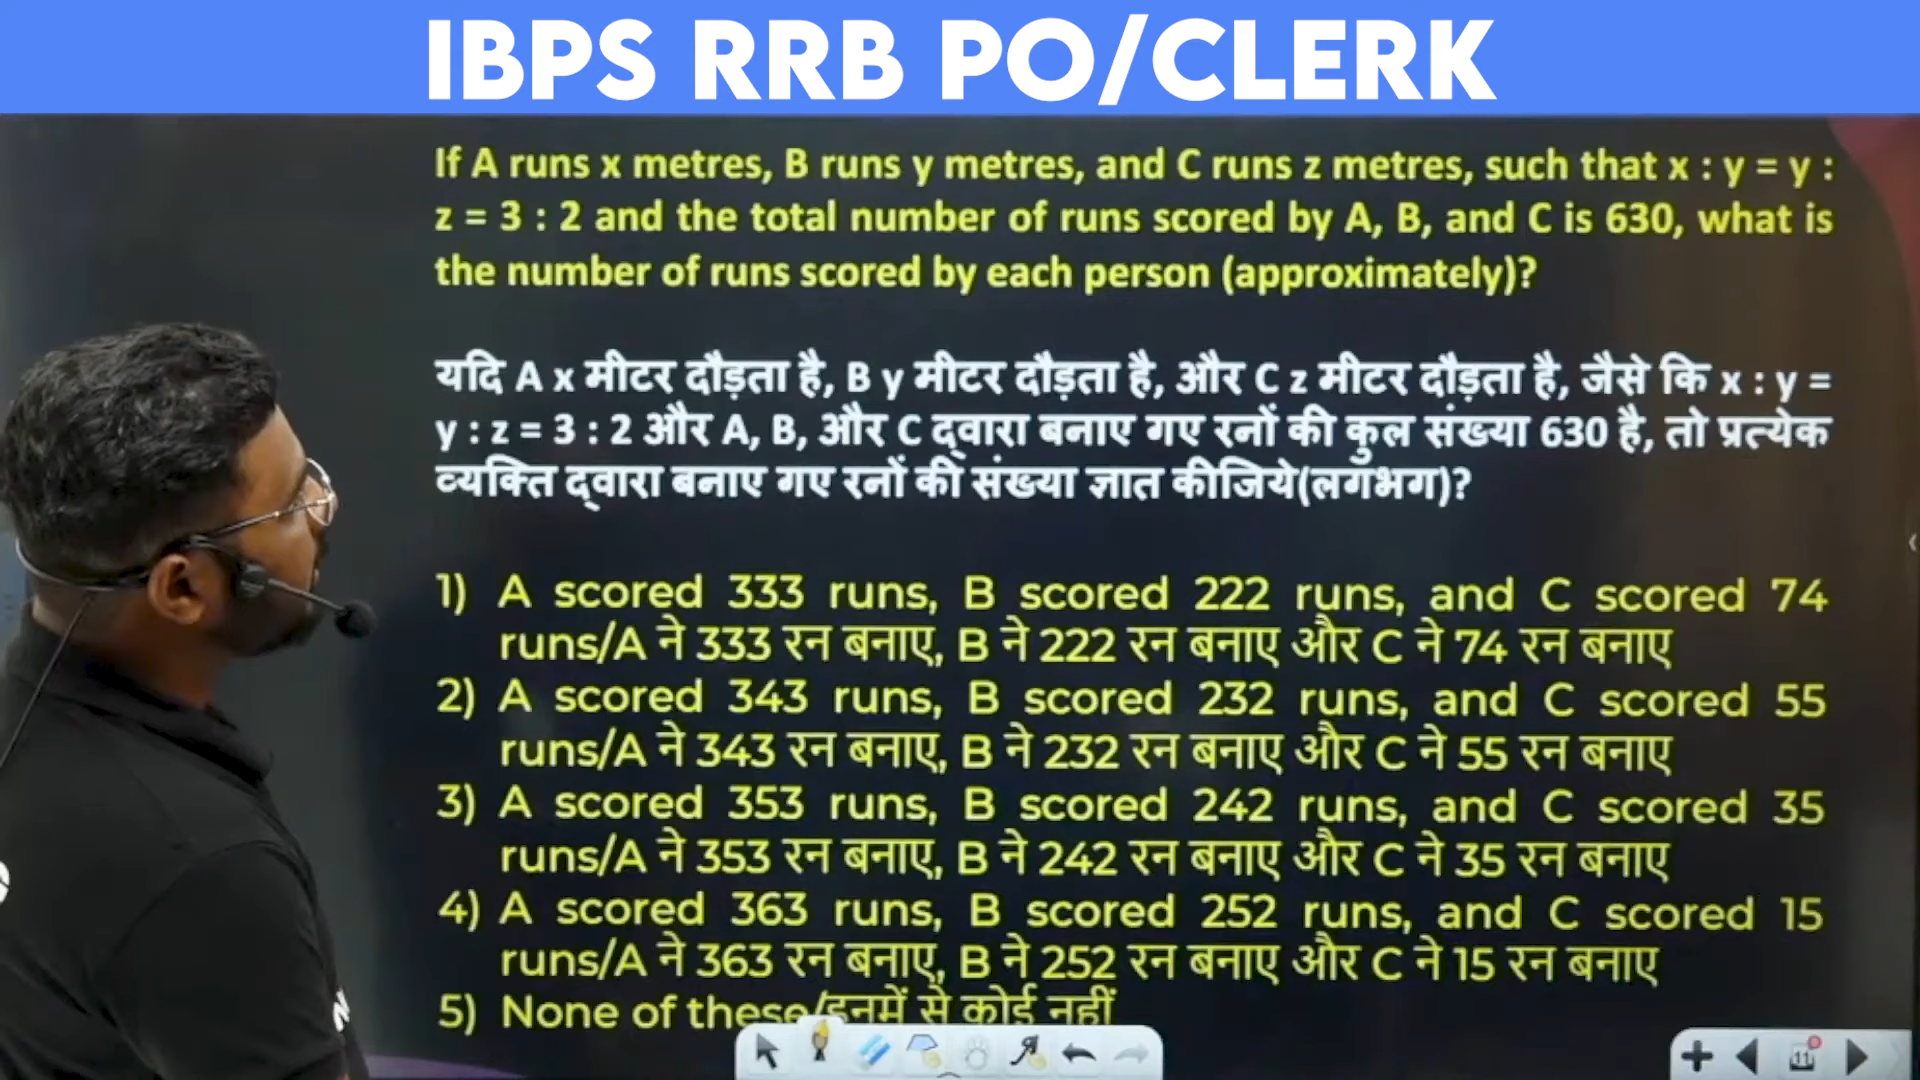 IBPS RRB PO/CLERK
If A runs x metres, B runs y metres, and C runs z metres, such that x : y = y :
z = 3 : 2 and the total number of runs scored by A, B, and C is 630, what is
the number of runs scored by each person (approximately)?
यदि A x मीटर दौड़ता है, B y मीटर दौड़ता है, और C z मीटर दौड़ता है, जैसे कि x : y =
y : z = 3 : 2 और A, B, और C द्वारा बनाए गए रनों की कुल संख्या 630 है, तो प्रत्येक
व्यक्ति द्वारा बनाए गए रनों की संख्या ज्ञात कीजिये(लगभग)?
1) A scored 333 runs, B scored 222 runs, and C scored 74
runs/A ने 333 रन बनाए, B ने 222 रन बनाए और C ने 74 रन बनाए
2) A scored 343 runs, B scored 232 runs, and C scored 55
runs/A ने 343 रन बनाए, B ने 232 रन बनाए और C ने 55 रन बनाए
3) A scored 353 runs, B scored 242 runs, and C scored 35
runs/A ने 353 रन बनाए, B ने 242 रन बनाए और C ने 35 रन बनाए
4) A scored 363 runs, B scored 252 runs, and C scored 15
runs/A ने 363 रन बनाए, B ने 252 रन बनाए और C ने 15 रन बनाए
5) None of these/इनमें से कोई नहीं
11